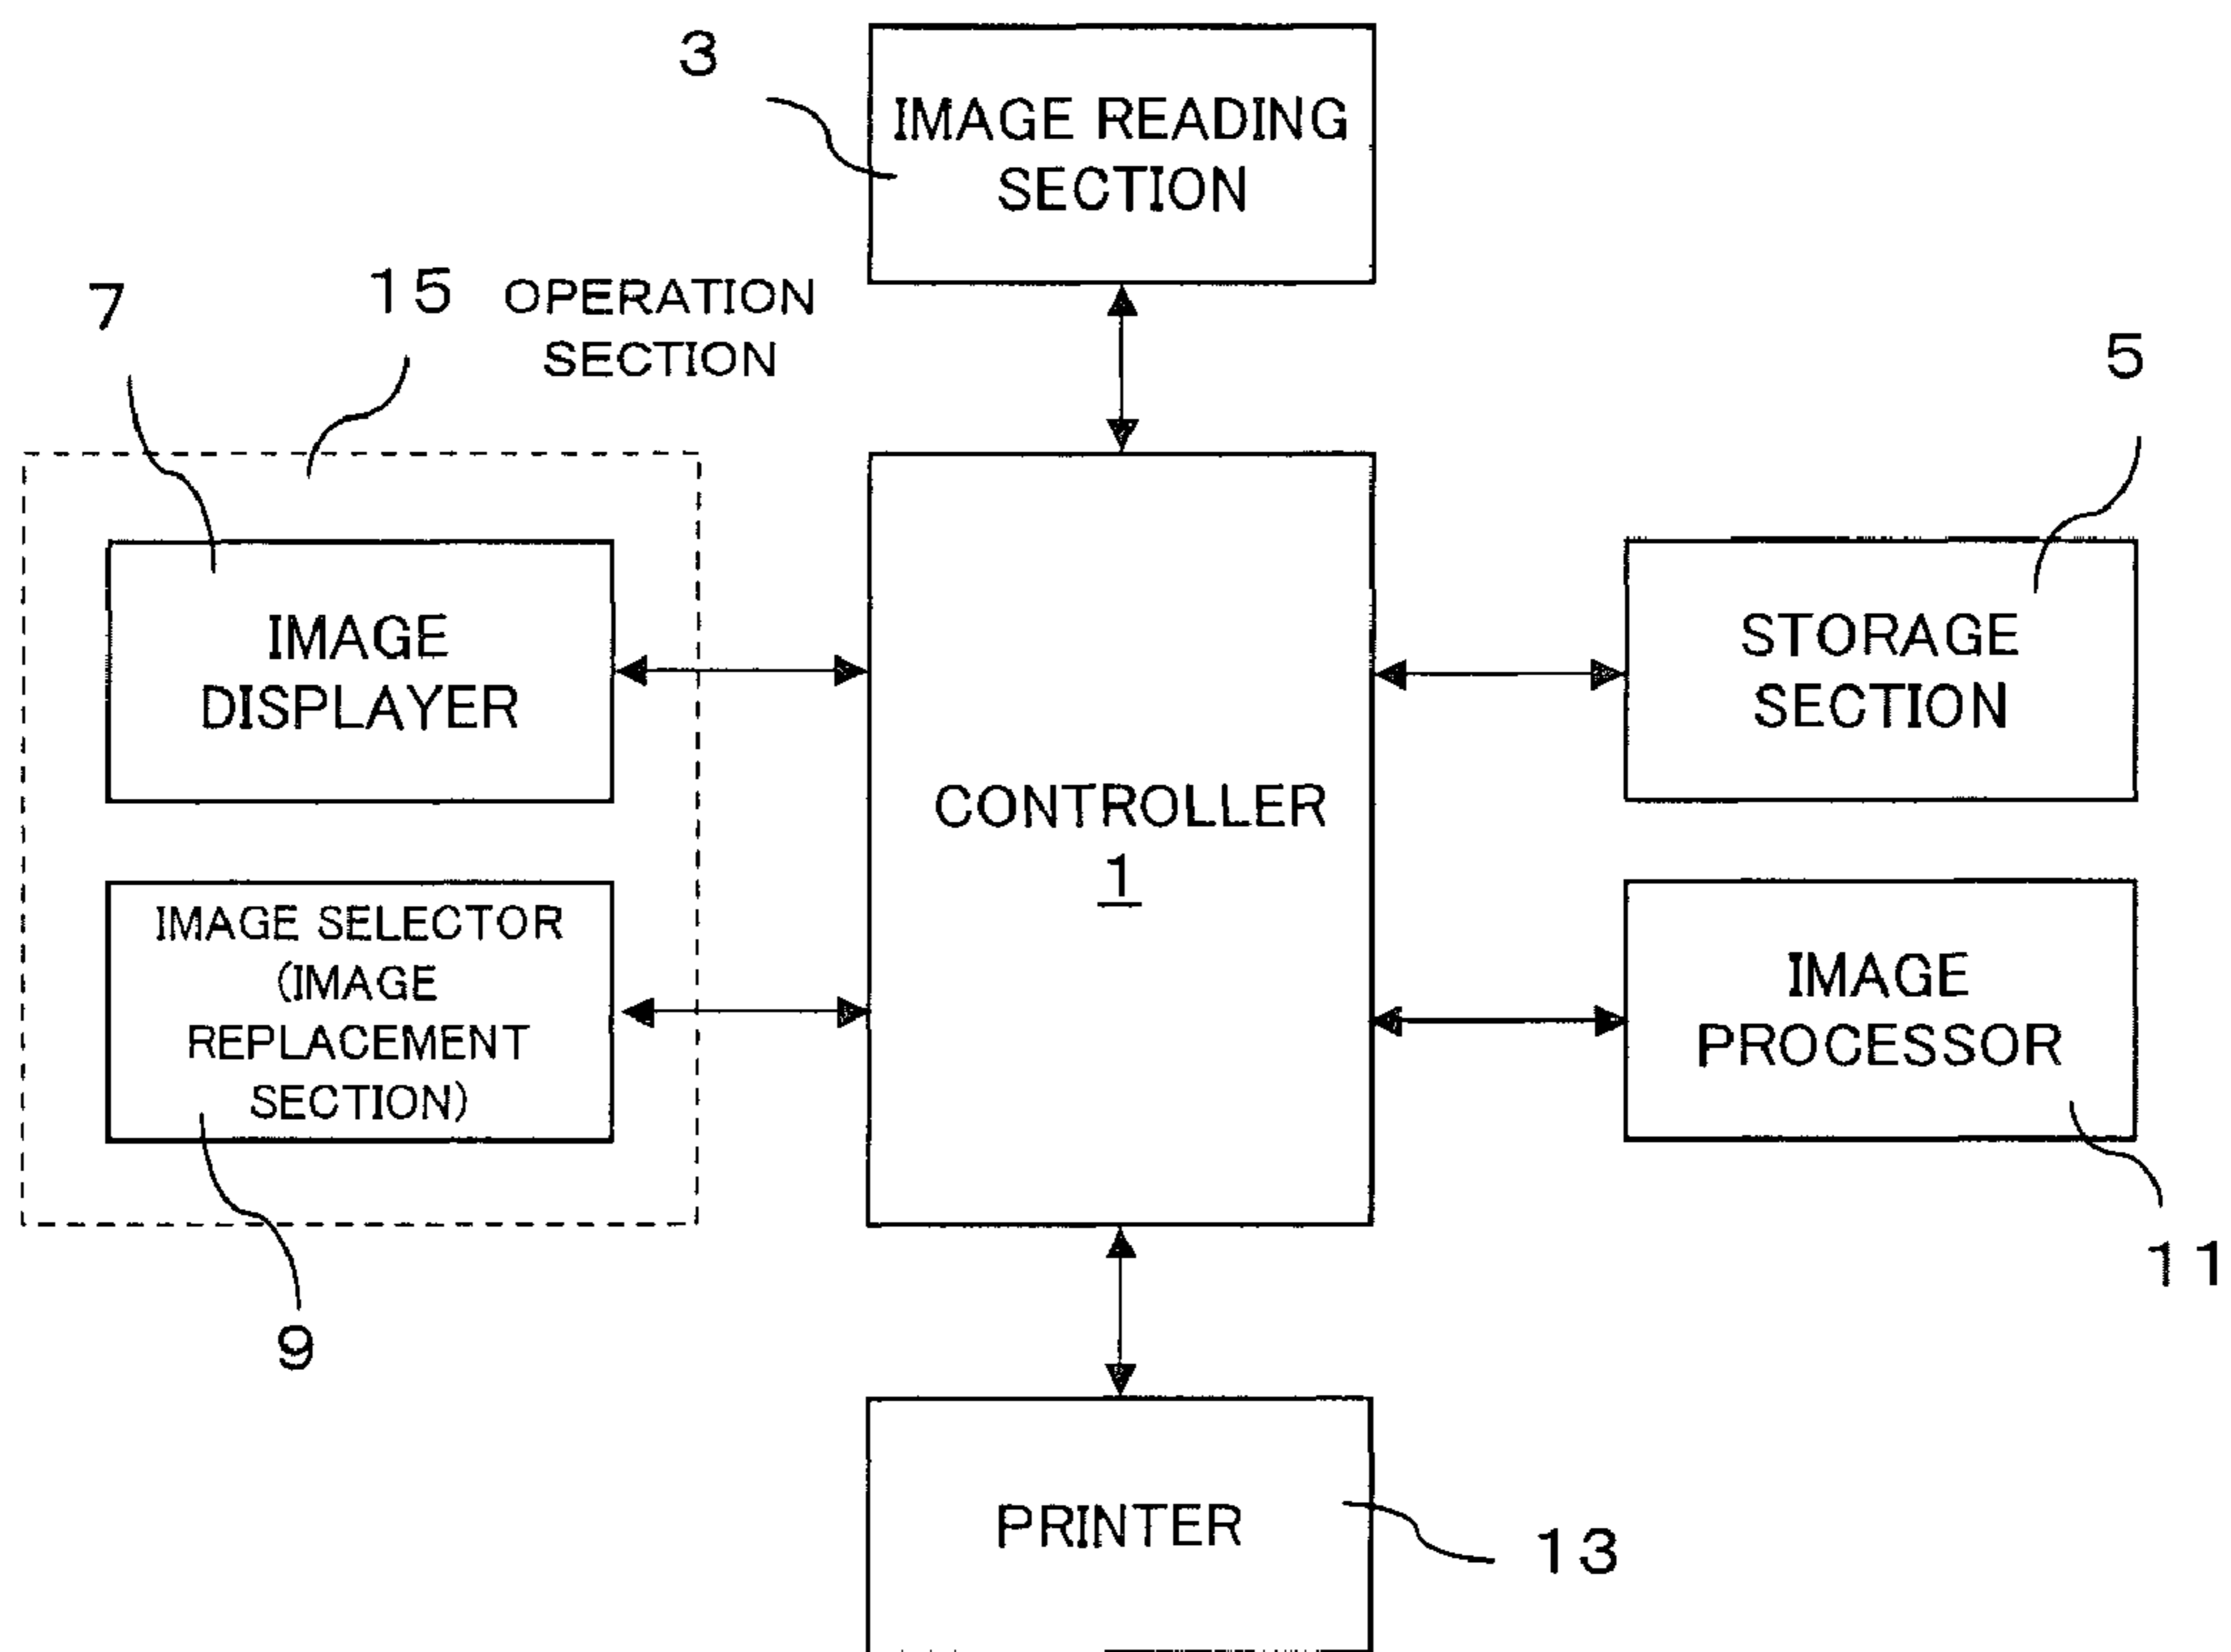 3
IMAGE READING
SECTION
7
15 OPERATION
SECTION
5
IMAGE
DISPLAYER
STORAGE
SECTION
CONTROLLER
1
IMAGE SELECTOR
(IMAGE
REPLACEMENT
SECTION)
IMAGE
PROCESSOR
9
11
PRINTER
13